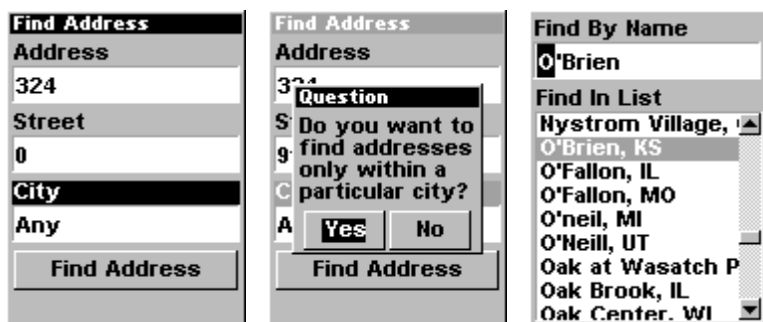 Find Address
Address
324
Street
0
City
Any
Find Address
Find Address
Address
Question
Do you want to
find addresses
only within a
particular city?
Yes
No
Find Address
Find By Name
O'Brien
Find In List
Nystrom Village,
O'Brien, KS
O'Fallon, IL
O'Fallon, MO
O'neil, MI
O'Neill, UT
Oak at Wasatch P
Oak Brook, IL
Oak Center, WI